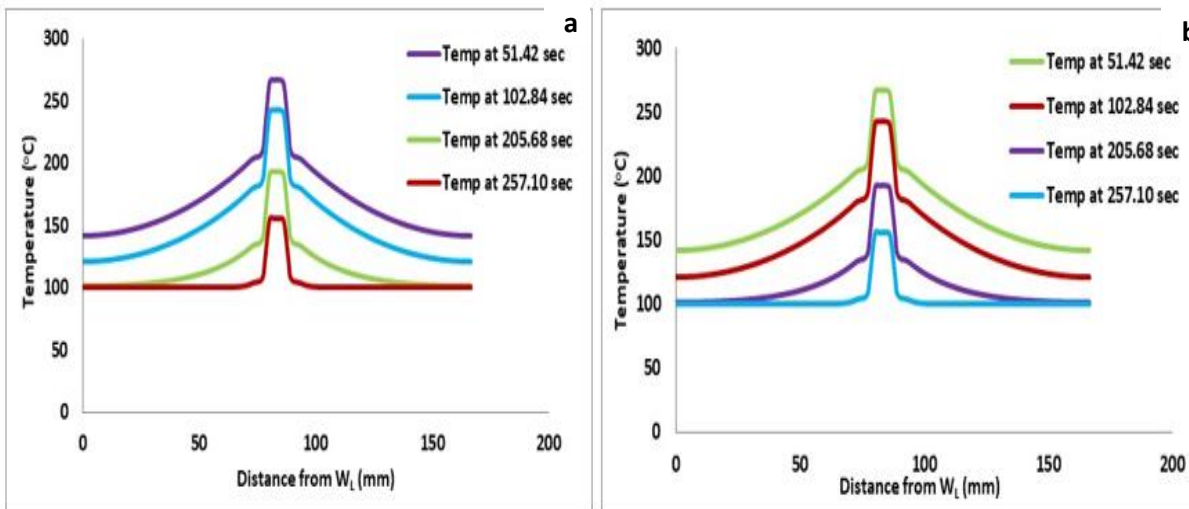 a
300
250
200
150
100
50
0
Temperature (°C)
Temp at 51.42 sec
Temp at 102.84 sec
Temp at 205.68 sec
Temp at 257.10 sec
0 50 100 150 200
Distance from WL (mm)
b
300
250
200
150
100
50
0
Temperature (°C)
Temp at 51.42 sec
Temp at 102.84 sec
Temp at 205.68 sec
Temp at 257.10 sec
0 50 100 150 200
Distance from WL (mm)